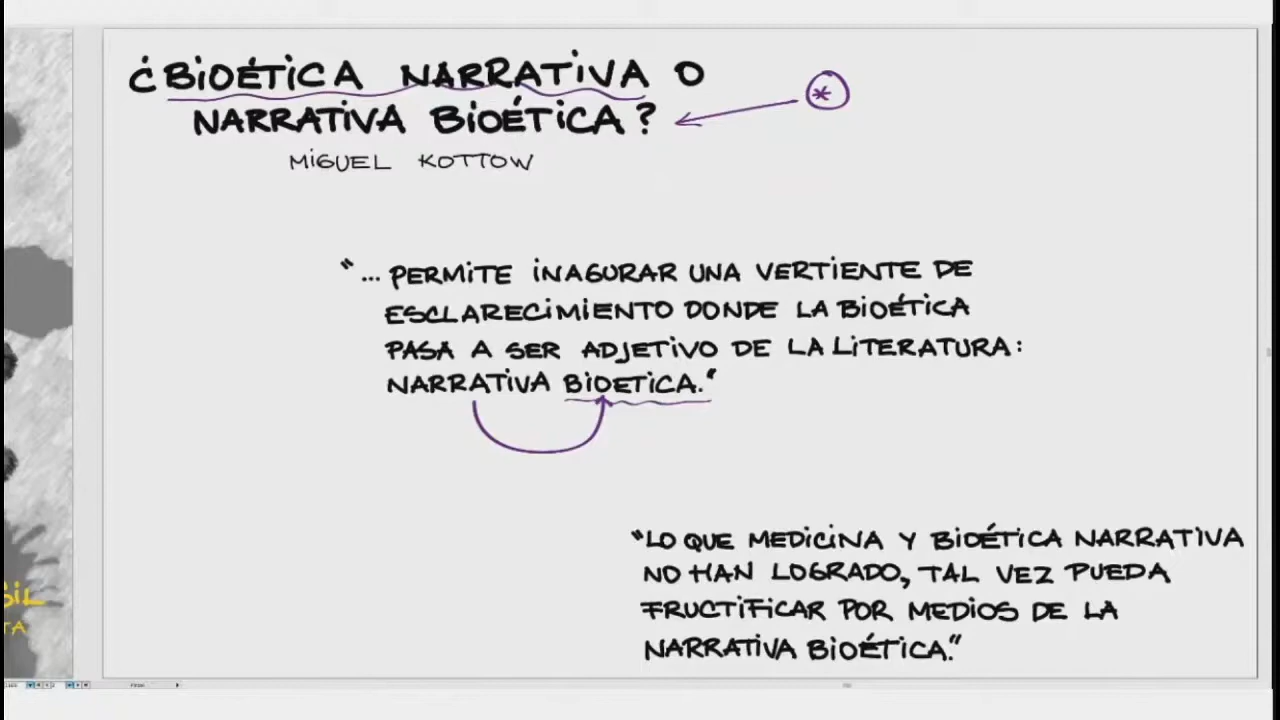 ¿BIOÉTICA NARRATIVA O
NARRATIVA BIOÉTICA?
*
MIGUEL KOTTOW
"... PERMITE INAGURAR UNA VERTIENTE DE
ESCLARECIMIENTO DONDE LA BIOÉTICA
PASA A SER ADJETIVO DE LA LITERATURA:
NARRATIVA BIOETICA."
"LO QUE MEDICINA Y BIOÉTICA NARRATIVA
NO HAN LOGRADO, TAL VEZ PUEDA
FRUCTIFICAR POR MEDIOS DE LA
NARRATIVA BIOÉTICA."